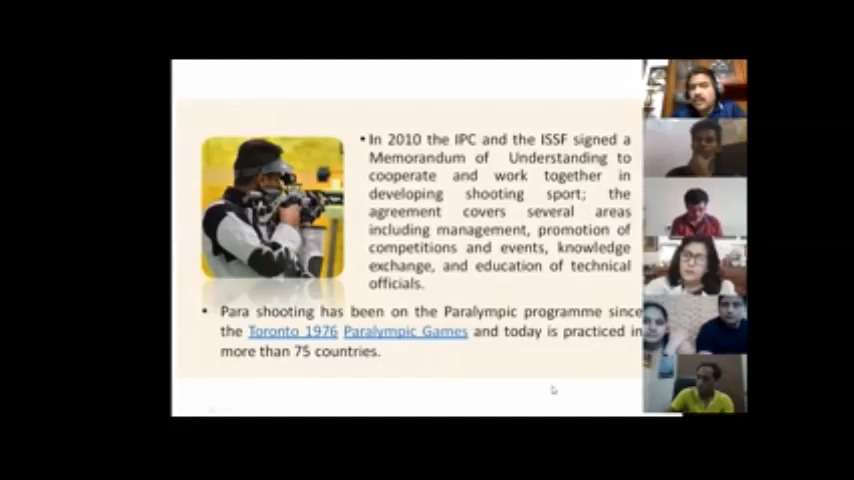 • In 2010 the IPC and the ISSF signed a
Memorandum of Understanding to
cooperate and work together in
developing shooting sport; the
agreement covers several areas
including management, promotion of
competitions and events, knowledge
exchange, and education of technical
officials.
• Para shooting has been on the Paralympic programme since
the Toronto 1976 Paralympic Games and today is practiced in
more than 75 countries.